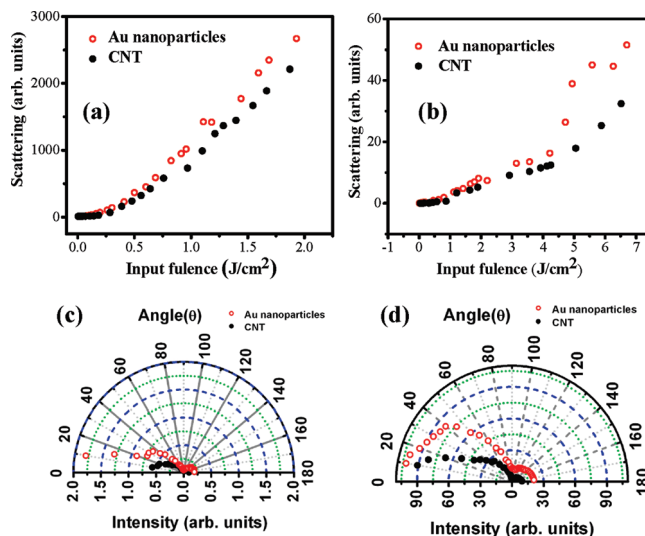 (a)
Au nanoparticles
CNT
Scattering (arb. units)
3000
2000
1000
0
0.0 0.5 1.0 1.5 2.0
Input fulence (J/cm²)
(b)
Au nanoparticles
CNT
Scattering (arb. units)
60
40
20
0
-1 0 1 2 3 4 5 6 7
Input fulence (J/cm²)
(c)
Angle(θ)
Au nanoparticles
CNT
0 20 40 60 80 100 120 140 160 180
2.0 1.5 1.0 0.5 0.0 0.5 1.0 1.5 2.0
Intensity (arb. units)
(d)
Angle(θ)
Au nanoparticles
CNT
0 20 40 60 80 100 120 140 160 180
90 60 30 0 30 60 90
Intensity (arb. units)